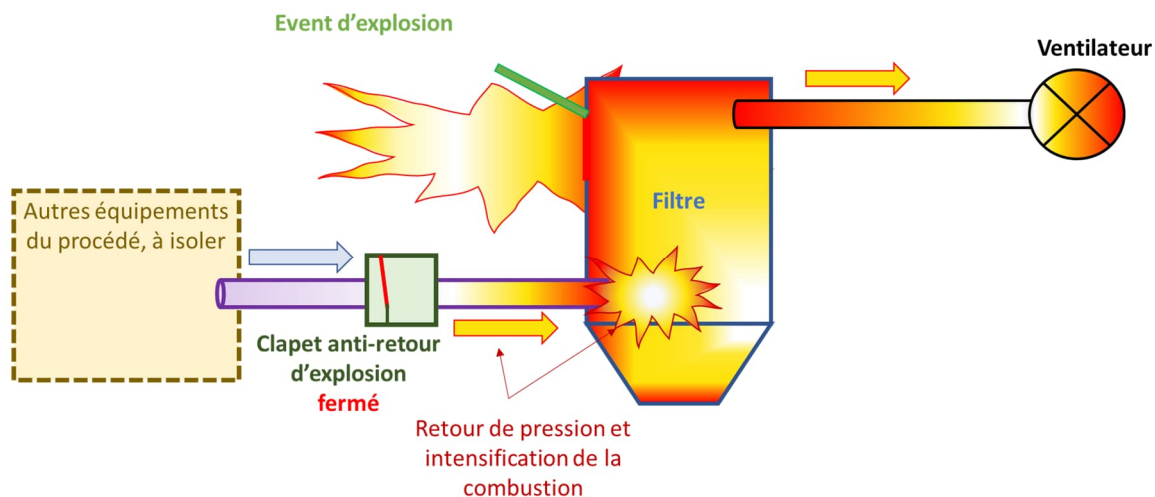 Event d’explosion
Ventilateur
Autres équipements
du procédé, à isoler
Filtre
Clapet anti-retour
d’explosion
fermé
Retour de pression et
intensification de la
combustion